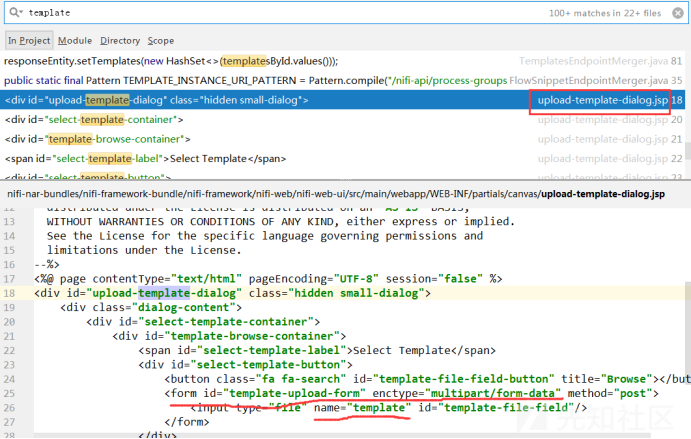 template
100+ matches in 22+ files
In Project Module Directory Scope
responseEntity.setTemplates(new HashSet<>(templatesById.values())); TemplatesEndpointMerger.java 81
public static final Pattern TEMPLATE_INSTANCE_URI_PATTERN = Pattern.compile("/nifi-api/process-groups FlowSnippetEndpointMerger.java 35
<div id="upload-template-dialog" class="hidden small-dialog"> upload-template-dialog.jsp 18
<div id="select-template-container"> upload-template-dialog.jsp 20
<div id="template-browse-container"> upload-template-dialog.jsp 21
<span id="select-template-label">Select Template</span> upload-template-dialog.jsp 22
<div id="select-template-button"> upload-template-dialog.jsp 23
nifi-nar-bundles/nifi-framework-bundle/nifi-framework/nifi-web/nifi-web-ui/src/main/webapp/WEB-INF/partials/canvas/upload-template-dialog.jsp
12 distributed under the License is distributed on an "AS IS" BASIS,
13 WITHOUT WARRANTIES OR CONDITIONS OF ANY KIND, either express or implied.
14 See the License for the specific language governing permissions and
15 limitations under the License.
16 --%>
17 <%@ page contentType="text/html" pageEncoding="UTF-8" session="false" %>
18 <div id="upload-template-dialog" class="hidden small-dialog">
19 <div class="dialog-content">
20 <div id="select-template-container">
21 <div id="template-browse-container">
22 <span id="select-template-label">Select Template</span>
23 <div id="select-template-button">
24 <button class="fa fa-search" id="template-file-field-button" title="Browse"></but
25 <form id="template-upload-form" enctype="multipart/form-data" method="post">
26 <input type="file" name="template" id="template-file-field"/>
27 </form>
28 </div>
先知社区